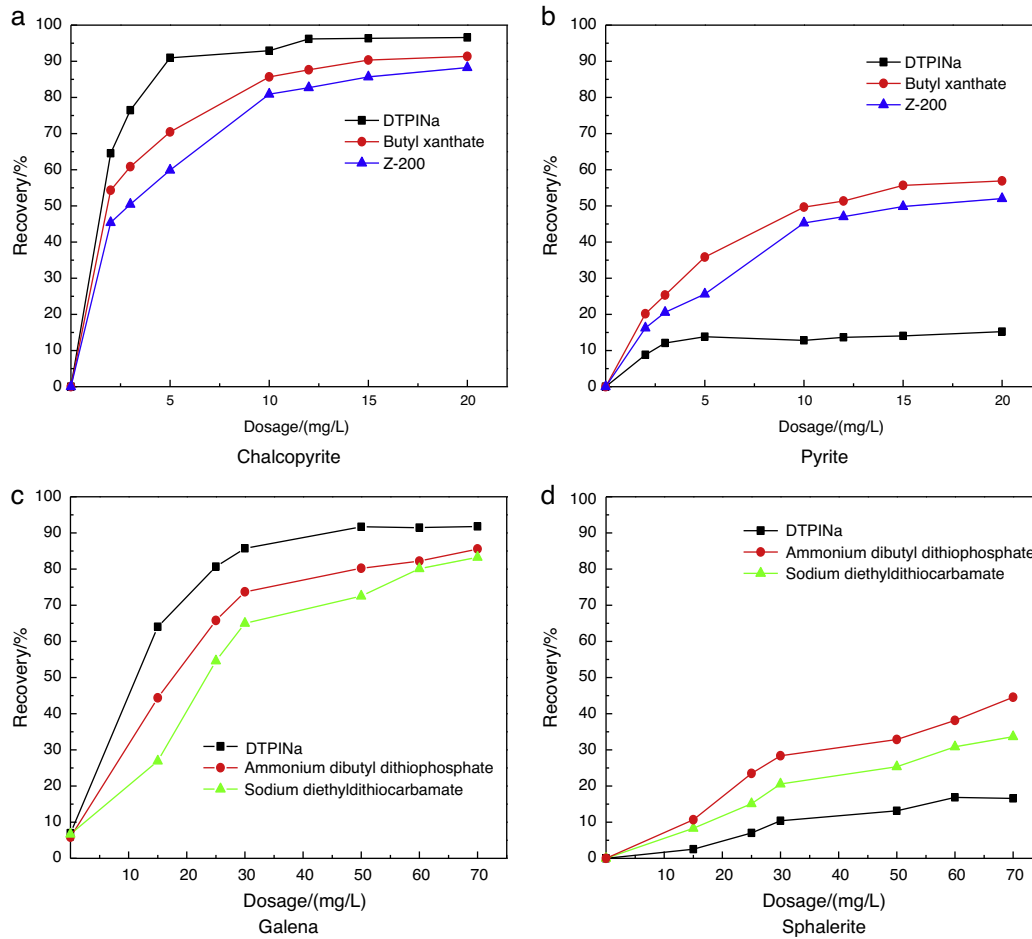 a
100
90
80
70
60
50
40
30
20
10
0
Recovery/%
DTPINa
Butyl xanthate
Z-200
5
10
15
20
Dosage/(mg/L)
Chalcopyrite
b
100
90
80
70
60
50
40
30
20
10
0
Recovery/%
DTPINa
Butyl xanthate
Z-200
5
10
15
20
Dosage/(mg/L)
Pyrite
c
100
90
80
70
60
50
40
30
20
10
0
Recovery/%
DTPINa
Ammonium dibutyl dithiophosphate
Sodium diethyldithiocarbamate
10
20
30
40
50
60
70
Dosage/(mg/L)
Galena
d
100
90
80
70
60
50
40
30
20
10
0
Recovery/%
DTPINa
Ammonium dibutyl dithiophosphate
Sodium diethyldithiocarbamate
10
20
30
40
50
60
70
Dosage/(mg/L)
Sphalerite